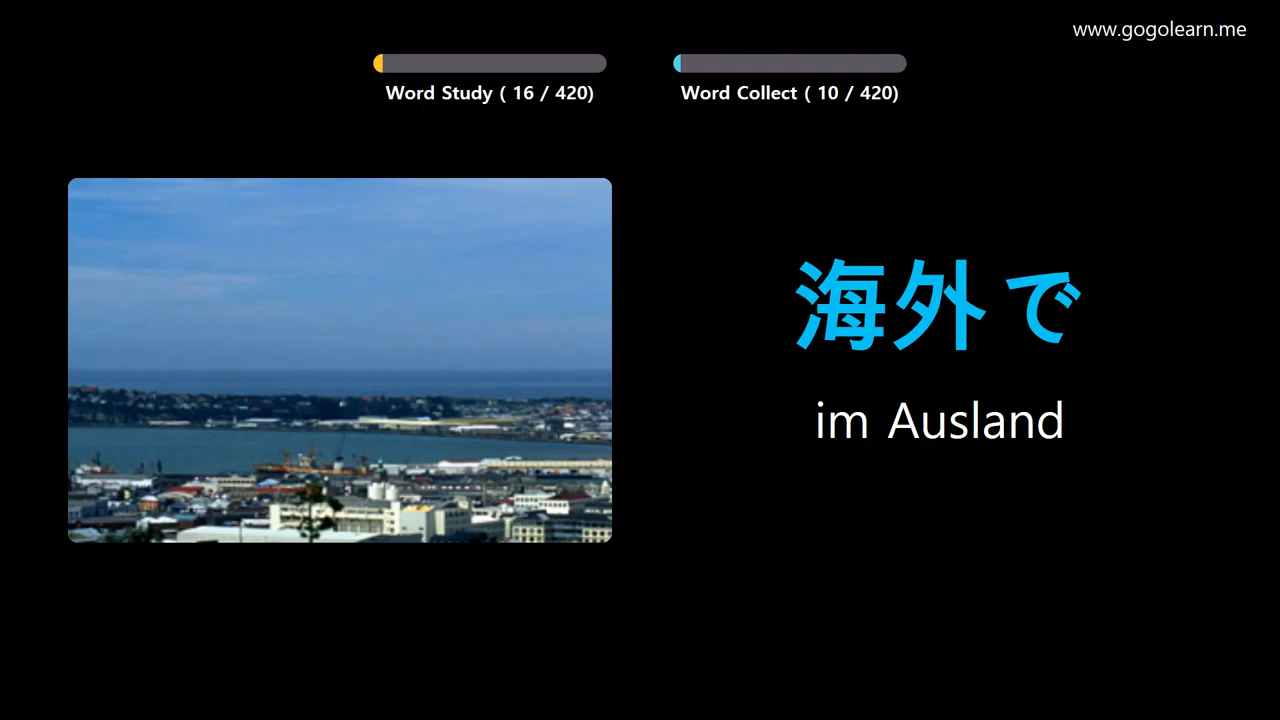 www.gogolearn.me
Word Study ( 16 / 420)
Word Collect ( 10 / 420)
海外で
im Ausland